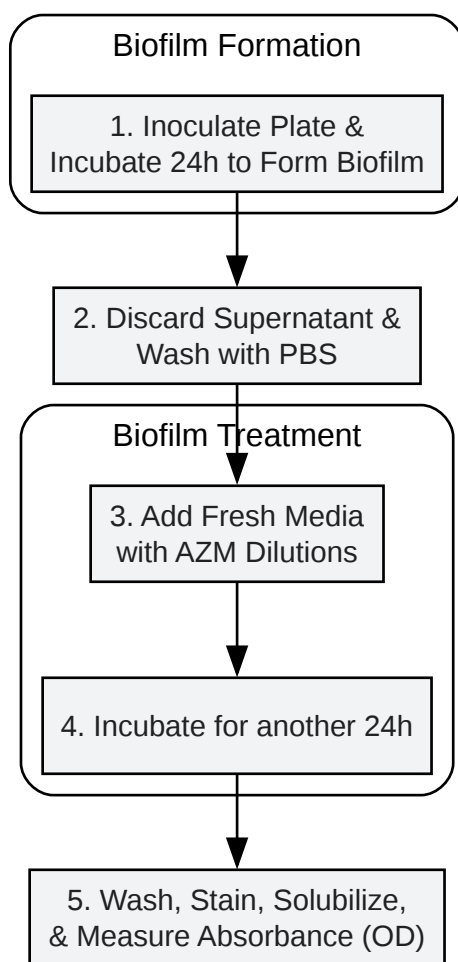 Biofilm Formation
1. Inoculate Plate &
Incubate 24h to Form Biofilm
2. Discard Supernatant &
Wash with PBS
Biofilm Treatment
3. Add Fresh Media
with AZM Dilutions
4. Incubate for another 24h
5. Wash, Stain, Solubilize,
& Measure Absorbance (OD)